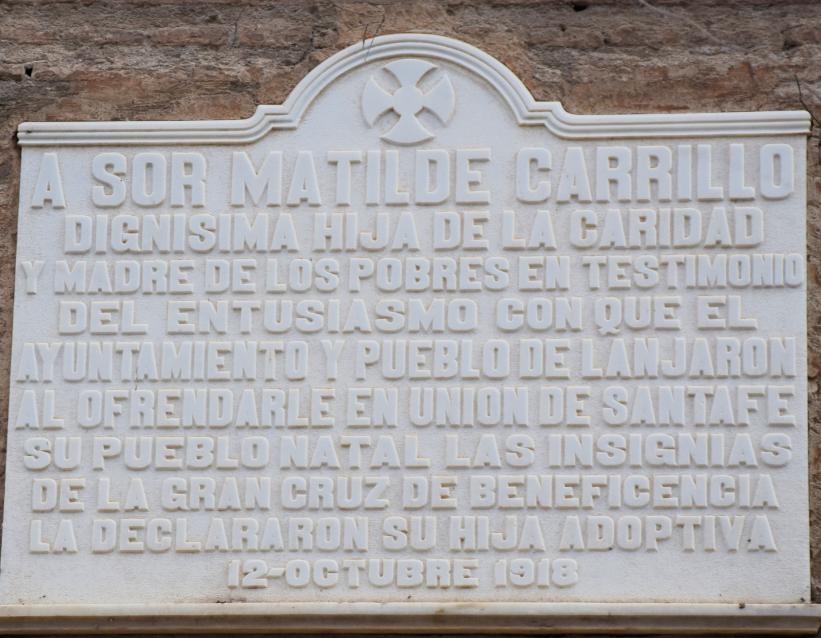 A SOR MATILDE CARRILLO
DIGNISIMA HIJA DE LA CARIDAD
Y MADRE DE LOS POBRES EN TESTIMONIO
DEL ENTUSIASMO CON QUE EL
AYUNTAMIENTO Y PUEBLO DE LANJARON
AL OFRENDARLE EN UNION DE SANTAFE
SU PUEBLO NATAL LAS INSIGNIAS
DE LA GRAN CRUZ DE BENEFICENCIA
LA DECLARARON SU HIJA ADOPTIVA
12-OCTUBRE 1918